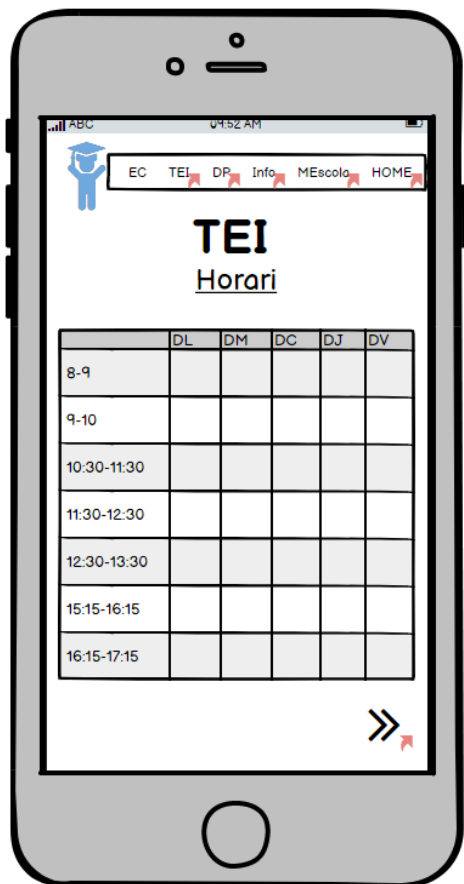 ABC 09:52 AM
EC TEI DP Info MEscola HOME
TEI
Horari
DL DM DC DJ DV
8-9
9-10
10:30-11:30
11:30-12:30
12:30-13:30
15:15-16:15
16:15-17:15